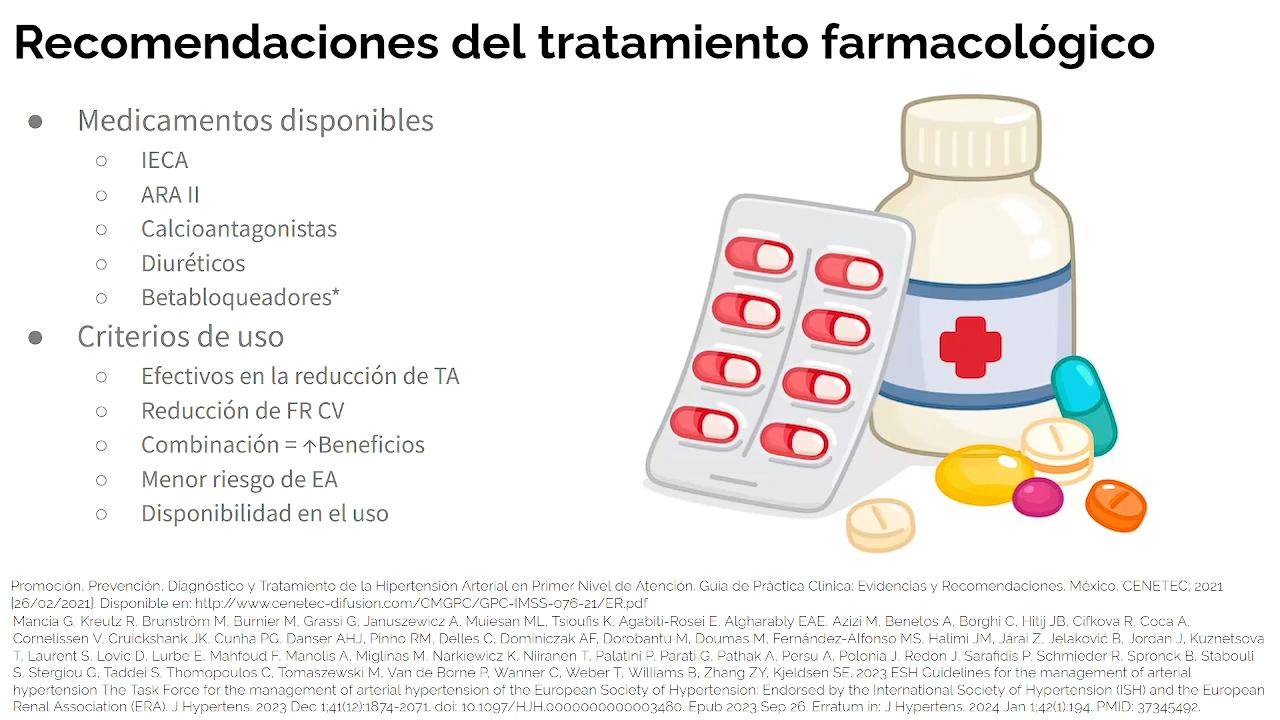 Recomendaciones del tratamiento farmacológico
● Medicamentos disponibles
○ IECA
○ ARA II
○ Calcioantagonistas
○ Diuréticos
○ Betabloqueadores*
● Criterios de uso
○ Efectivos en la reducción de TA
○ Reducción de FR CV
○ Combinación = ↑Beneficios
○ Menor riesgo de EA
○ Disponibilidad en el uso
Promoción, Prevención, Diagnóstico y Tratamiento de la Hipertensión Arterial en Primer Nivel de Atención. Guía de Práctica Clínica: Evidencias y Recomendaciones. México, CENETEC; 2021
[26/02/2021]. Disponible en: http://www.cenetec-difusion.com/CMGPC/GPC-IMSS-076-21/ER.pdf
Mancia G, Kreutz R, Brunström M, Burnier M, Grassi G, Januszewicz A, Muiesan ML, Tsioufis K, Agabiti-Rosei E, Algharably EAE, Azizi M, Benetos A, Borghi C, Hitij JB, Cifkova R, Coca A,
Cornelissen V, Cruickshank JK, Cunha PG, Danser AHJ, Pinho RM, Delles C, Dominiczak AF, Dorobantu M, Doumas M, Fernández-Alfonso MS, Halimi JM, Járai Z, Jelaković B, Jordan J, Kuznetsova
T, Laurent S, Lovic D, Lurbe E, Mahfoud F, Manolis A, Miglinas M, Narkiewicz K, Niiranen T, Palatini P, Parati G, Pathak A, Persu A, Polonia J, Redon J, Sarafidis P, Schmieder R, Spronck B, Stabouli
S, Stergiou G, Taddei S, Thomopoulos C, Tomaszewski M, Van de Borne P, Wanner C, Weber T, Williams B, Zhang ZY, Kjeldsen SE. 2023 ESH Guidelines for the management of arterial
hypertension The Task Force for the management of arterial hypertension of the European Society of Hypertension: Endorsed by the International Society of Hypertension (ISH) and the European
Renal Association (ERA). J Hypertens. 2023 Dec 1;41(12):1874-2071. doi: 10.1097/HJH.0000000000003480. Epub 2023 Sep 26. Erratum in: J Hypertens. 2024 Jan 1;42(1):194. PMID: 37345492.